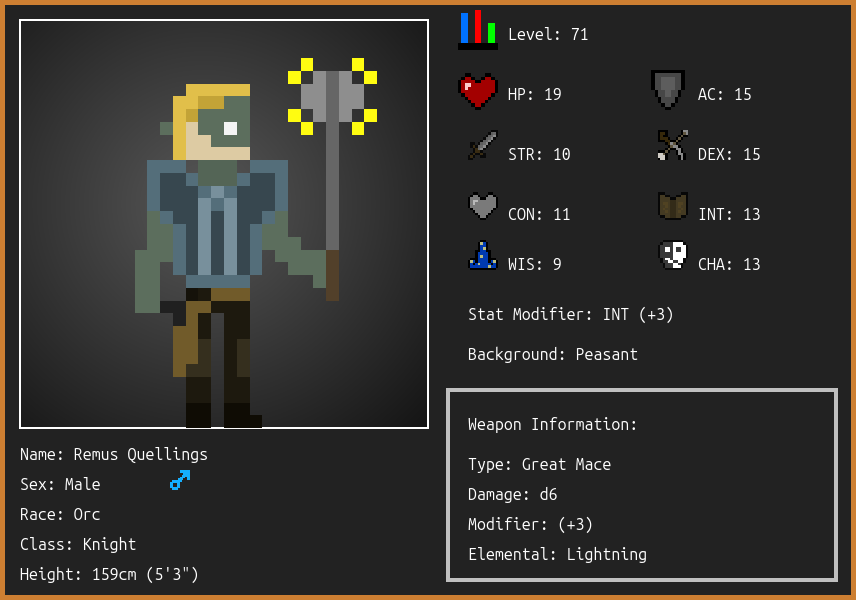 Level: 71
HP: 19
AC: 15
STR: 10
DEX: 15
CON: 11
INT: 13
WIS: 9
CHA: 13
Stat Modifier: INT (+3)
Background: Peasant
Weapon Information:
Type: Great Mace
Damage: d6
Modifier: (+3)
Elemental: Lightning
Name: Remus Quellings
Sex: Male
Race: Orc
Class: Knight
Height: 159cm (5'3")